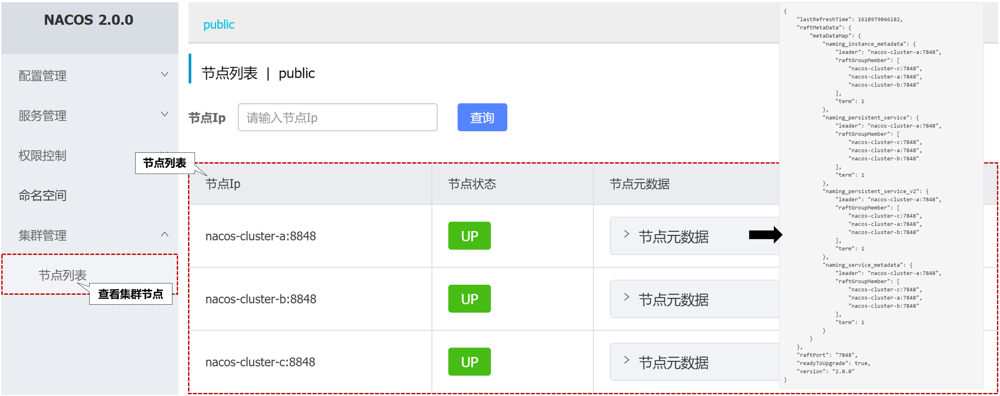 NACOS 2.0.0
配置管理
服务管理
权限控制
命名空间
集群管理
节点列表
查看集群节点
public
节点列表 | public
节点Ip 请输入节点Ip 查询
节点列表
节点Ip 节点状态 节点元数据
nacos-cluster-a:8848 UP 节点元数据
nacos-cluster-b:8848 UP 节点元数据
nacos-cluster-c:8848 UP 节点元数据
{
"lastRefreshTime": 1618979046182,
"raftMetaData": {
"metaDataMap": {
"naming_instance_metadata": {
"leader": "nacos-cluster-a:7848",
"raftGroupMember": [
"nacos-cluster-c:7848",
"nacos-cluster-a:7848",
"nacos-cluster-b:7848"
],
"term": 1
},
"naming_persistent_service": {
"leader": "nacos-cluster-a:7848",
"raftGroupMember": [
"nacos-cluster-c:7848",
"nacos-cluster-a:7848",
"nacos-cluster-b:7848"
],
"term": 1
},
"naming_persistent_service_v2": {
"leader": "nacos-cluster-a:7848",
"raftGroupMember": [
"nacos-cluster-c:7848",
"nacos-cluster-a:7848",
"nacos-cluster-b:7848"
],
"term": 1
},
"naming_service_metadata": {
"leader": "nacos-cluster-a:7848",
"raftGroupMember": [
"nacos-cluster-c:7848",
"nacos-cluster-a:7848",
"nacos-cluster-b:7848"
],
"term": 1
}
}
},
"raftPort": "7848",
"readyToUpgrade": true,
"version": "2.0.0"
}